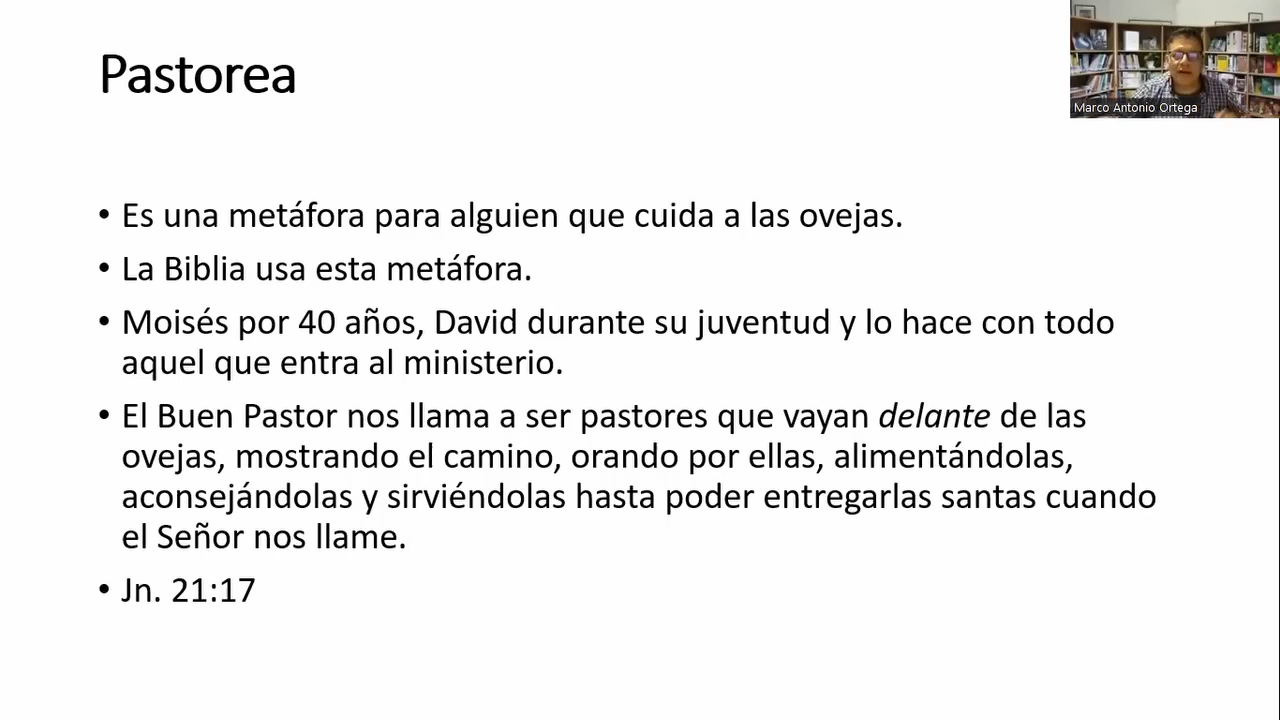 Pastorea
Marco Antonio Ortega
• Es una metáfora para alguien que cuida a las ovejas.
• La Biblia usa esta metáfora.
• Moisés por 40 años, David durante su juventud y lo hace con todo
aquel que entra al ministerio.
• El Buen Pastor nos llama a ser pastores que vayan delante de las
ovejas, mostrando el camino, orando por ellas, alimentándolas,
aconsejándolas y sirviéndolas hasta poder entregarlas santas cuando
el Señor nos llame.
• Jn. 21:17